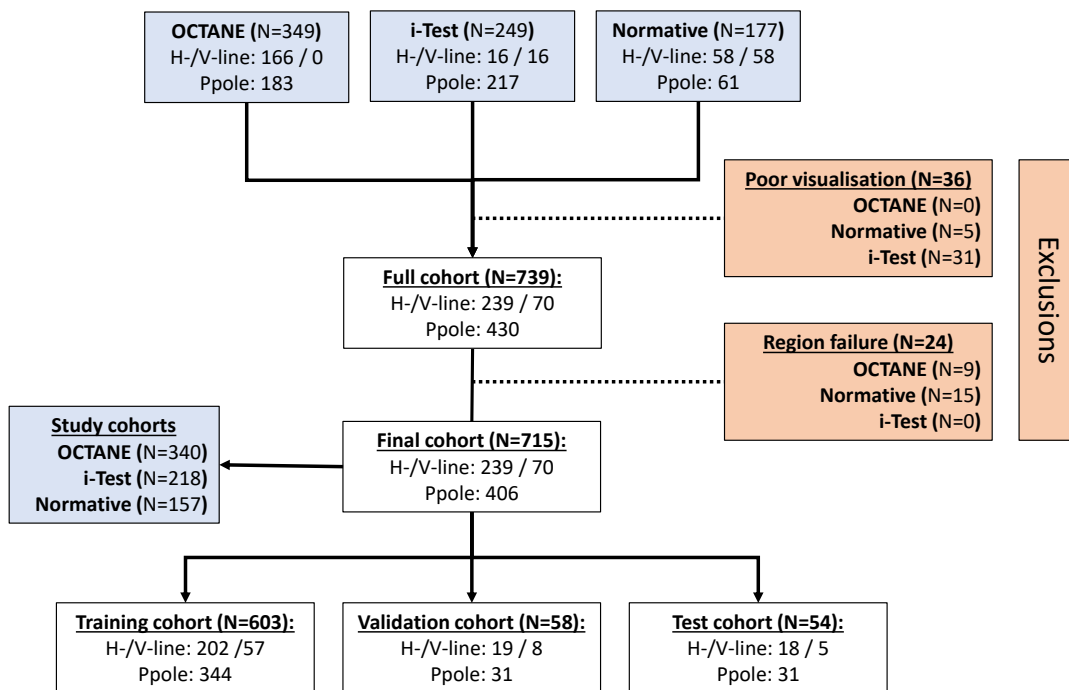 OCTANE (N=349)
H-/V-line: 166 / 0
Ppole: 183
i-Test (N=249)
H-/V-line: 16 / 16
Ppole: 217
Normative (N=177)
H-/V-line: 58 / 58
Ppole: 61
Poor visualisation (N=36)
OCTANE (N=0)
Normative (N=5)
i-Test (N=31)
Exclusions
Full cohort (N=739):
H-/V-line: 239 / 70
Ppole: 430
Region failure (N=24)
OCTANE (N=9)
Normative (N=15)
i-Test (N=0)
Study cohorts
OCTANE (N=340)
i-Test (N=218)
Normative (N=157)
Final cohort (N=715):
H-/V-line: 239 / 70
Ppole: 406
Training cohort (N=603):
H-/V-line: 202 /57
Ppole: 344
Validation cohort (N=58):
H-/V-line: 19 / 8
Ppole: 31
Test cohort (N=54):
H-/V-line: 18 / 5
Ppole: 31